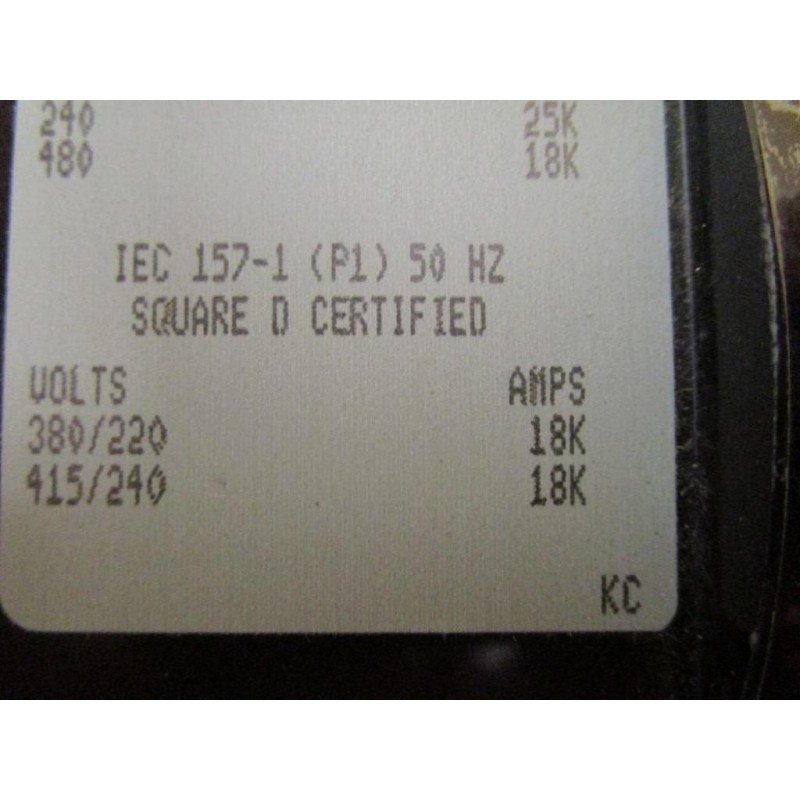 240 25K
480 18K
IEC 157-1 (P1) 50 HZ
SQUARE D CERTIFIED
VOLTS AMPS
380/220 18K
415/240 18K
KC